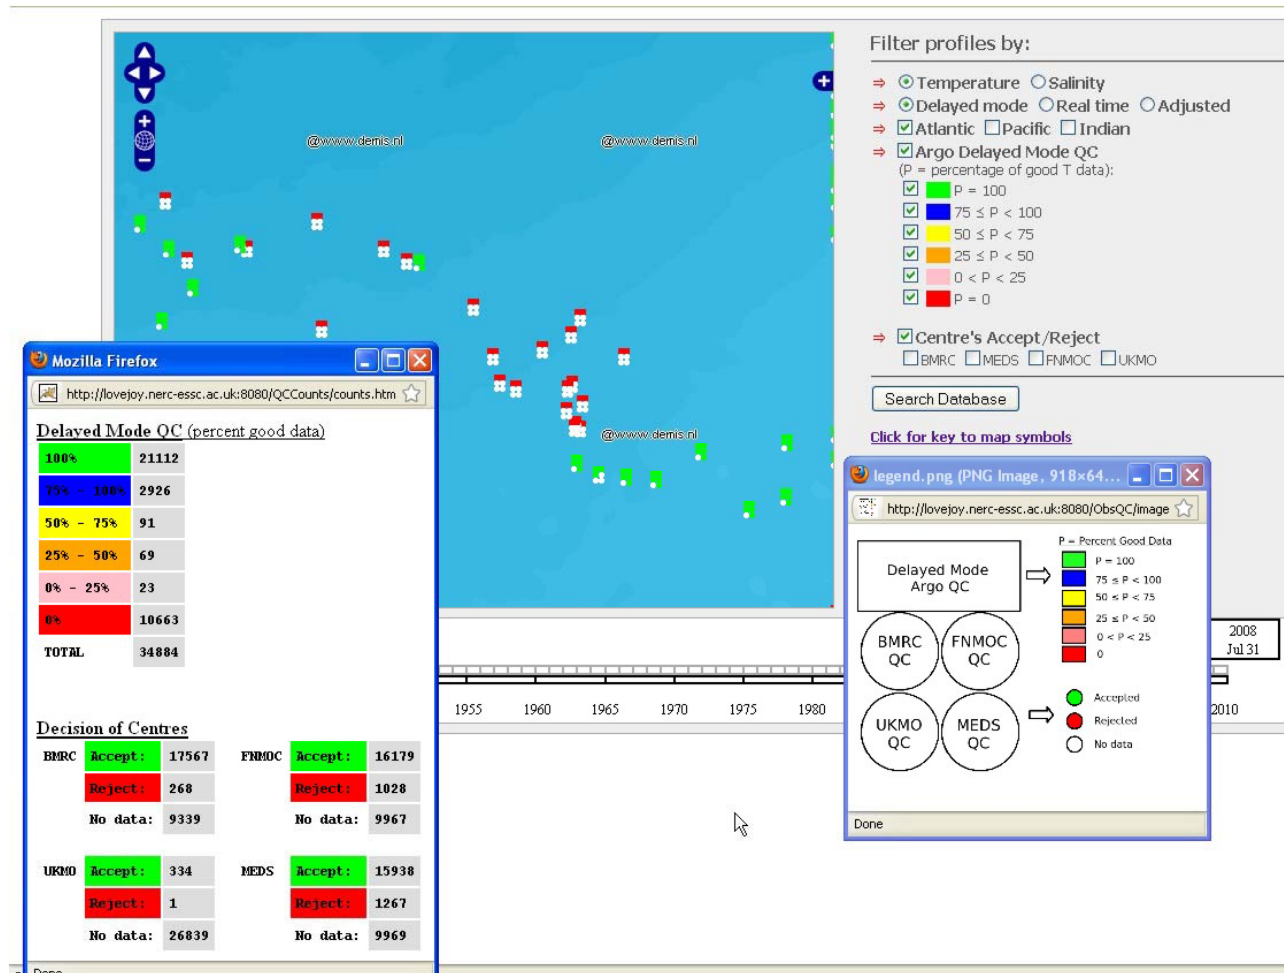 Filter profiles by:
Temperature Salinity
Delayed mode Real time Adjusted
Atlantic Pacific Indian
Argo Delayed Mode QC
(P = percentage of good T data):
P = 100
75 ≤ P < 100
50 ≤ P < 75
25 ≤ P < 50
0 < P < 25
P = 0
Centre's Accept/Reject
BMRC MEDS FNMOC UKMO
Search Database
Click for key to map symbols
@www.demis.nl
@www.demis.nl
@www.demis.nl
Mozilla Firefox
http://lovejoy.nerc-essc.ac.uk:8080/QCCounts/counts.htm
Delayed Mode QC (percent good data)
100% 21112
75% - 100% 2926
50% - 75% 91
25% - 50% 69
0% - 25% 23
0% 10663
TOTAL 34884
Decision of Centres
BMRC Accept: 17567 FNMOC Accept: 16179
Reject: 268 Reject: 1028
No data: 9339 No data: 9967
UKMO Accept: 334 MEDS Accept: 15938
Reject: 1 Reject: 1267
No data: 26839 No data: 9969
Done
legend.png (PNG Image, 918×64...
http://lovejoy.nerc-essc.ac.uk:8080/ObsQC/image
P = Percent Good Data
Delayed Mode
Argo QC
P = 100
75 ≤ P < 100
50 ≤ P < 75
25 ≤ P < 50
0 < P < 25
0
BMRC
QC
FNMOC
QC
UKMO
QC
MEDS
QC
Accepted
Rejected
No data
Done
2008
Jul 31
1955 1960 1965 1970 1975 1980 2010